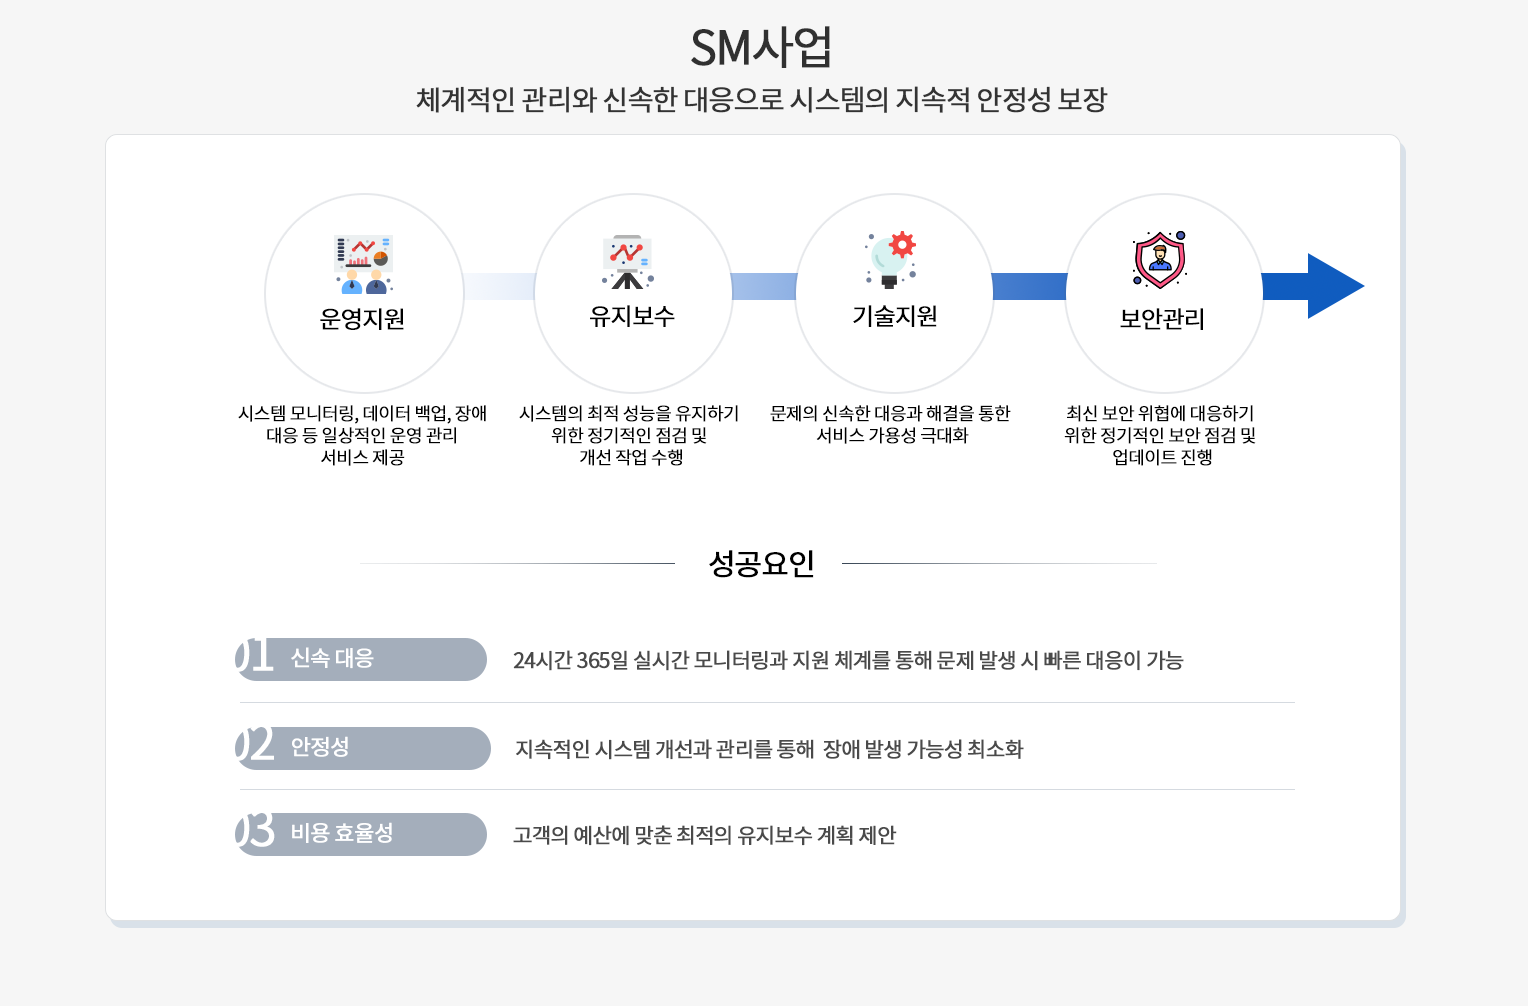 SM사업
체계적인 관리와 신속한 대응으로 시스템의 지속적 안정성 보장
운영지원
유지보수
기술지원
보안관리
시스템 모니터링, 데이터 백업, 장애
대응 등 일상적인 운영 관리
서비스 제공
시스템의 최적 성능을 유지하기
위한 정기적인 점검 및
개선 작업 수행
문제의 신속한 대응과 해결을 통한
서비스 가용성 극대화
최신 보안 위협에 대응하기
위한 정기적인 보안 점검 및
업데이트 진행
성공요인
01 신속 대응
24시간 365일 실시간 모니터링과 지원 체계를 통해 문제 발생 시 빠른 대응이 가능
02 안정성
지속적인 시스템 개선과 관리를 통해 장애 발생 가능성 최소화
03 비용 효율성
고객의 예산에 맞춘 최적의 유지보수 계획 제안